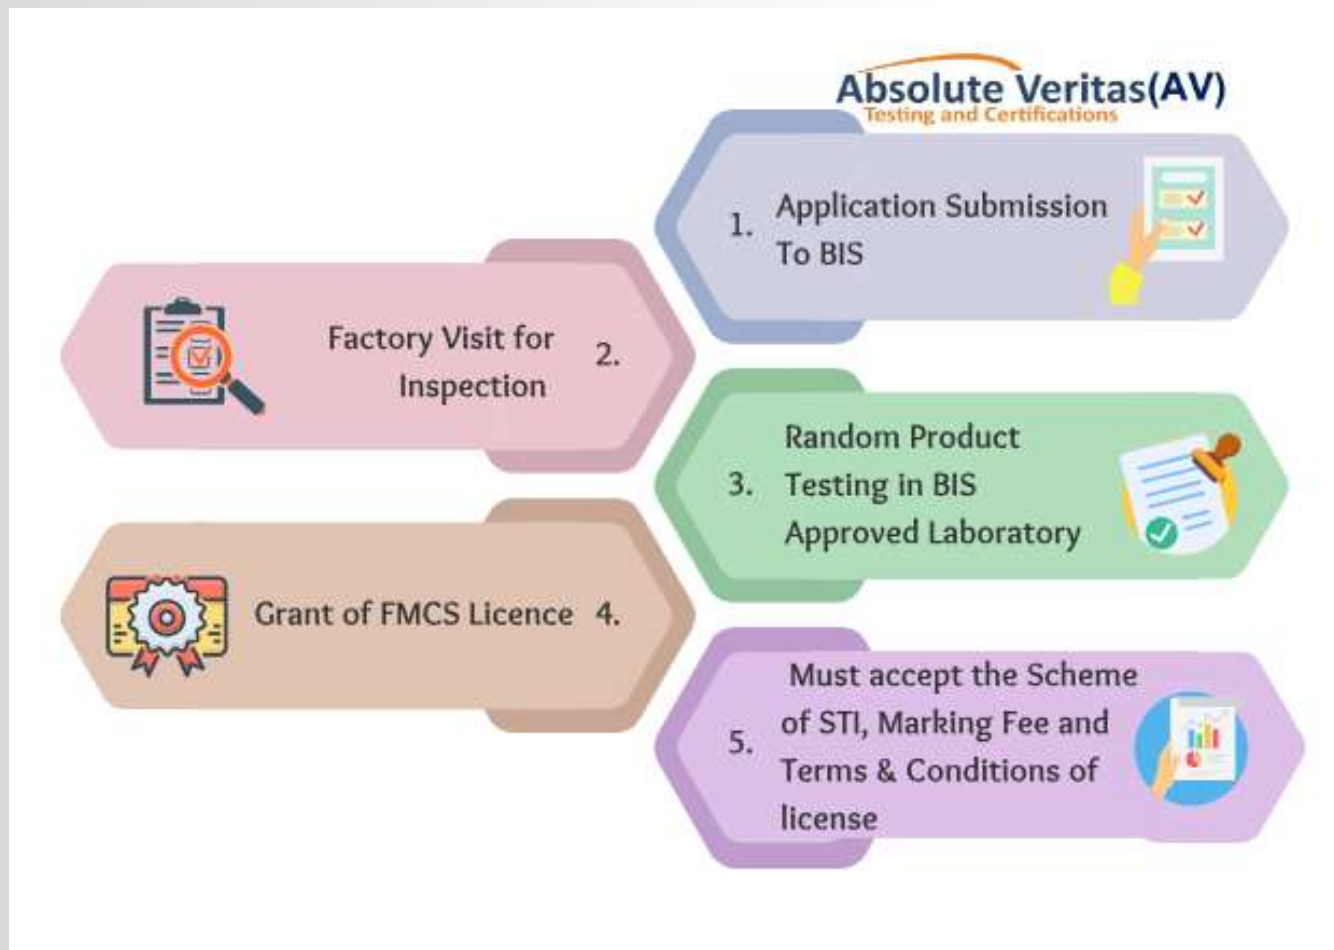 Absolute Veritas(AV)
Testing and Certifications
1. Application Submission
To BIS
Factory Visit for
Inspection
2.
3. Random Product
Testing in BIS
Approved Laboratory
Grant of FMCS Licence 4.
5. Must accept the Scheme
of STI, Marking Fee and
Terms & Conditions of
license